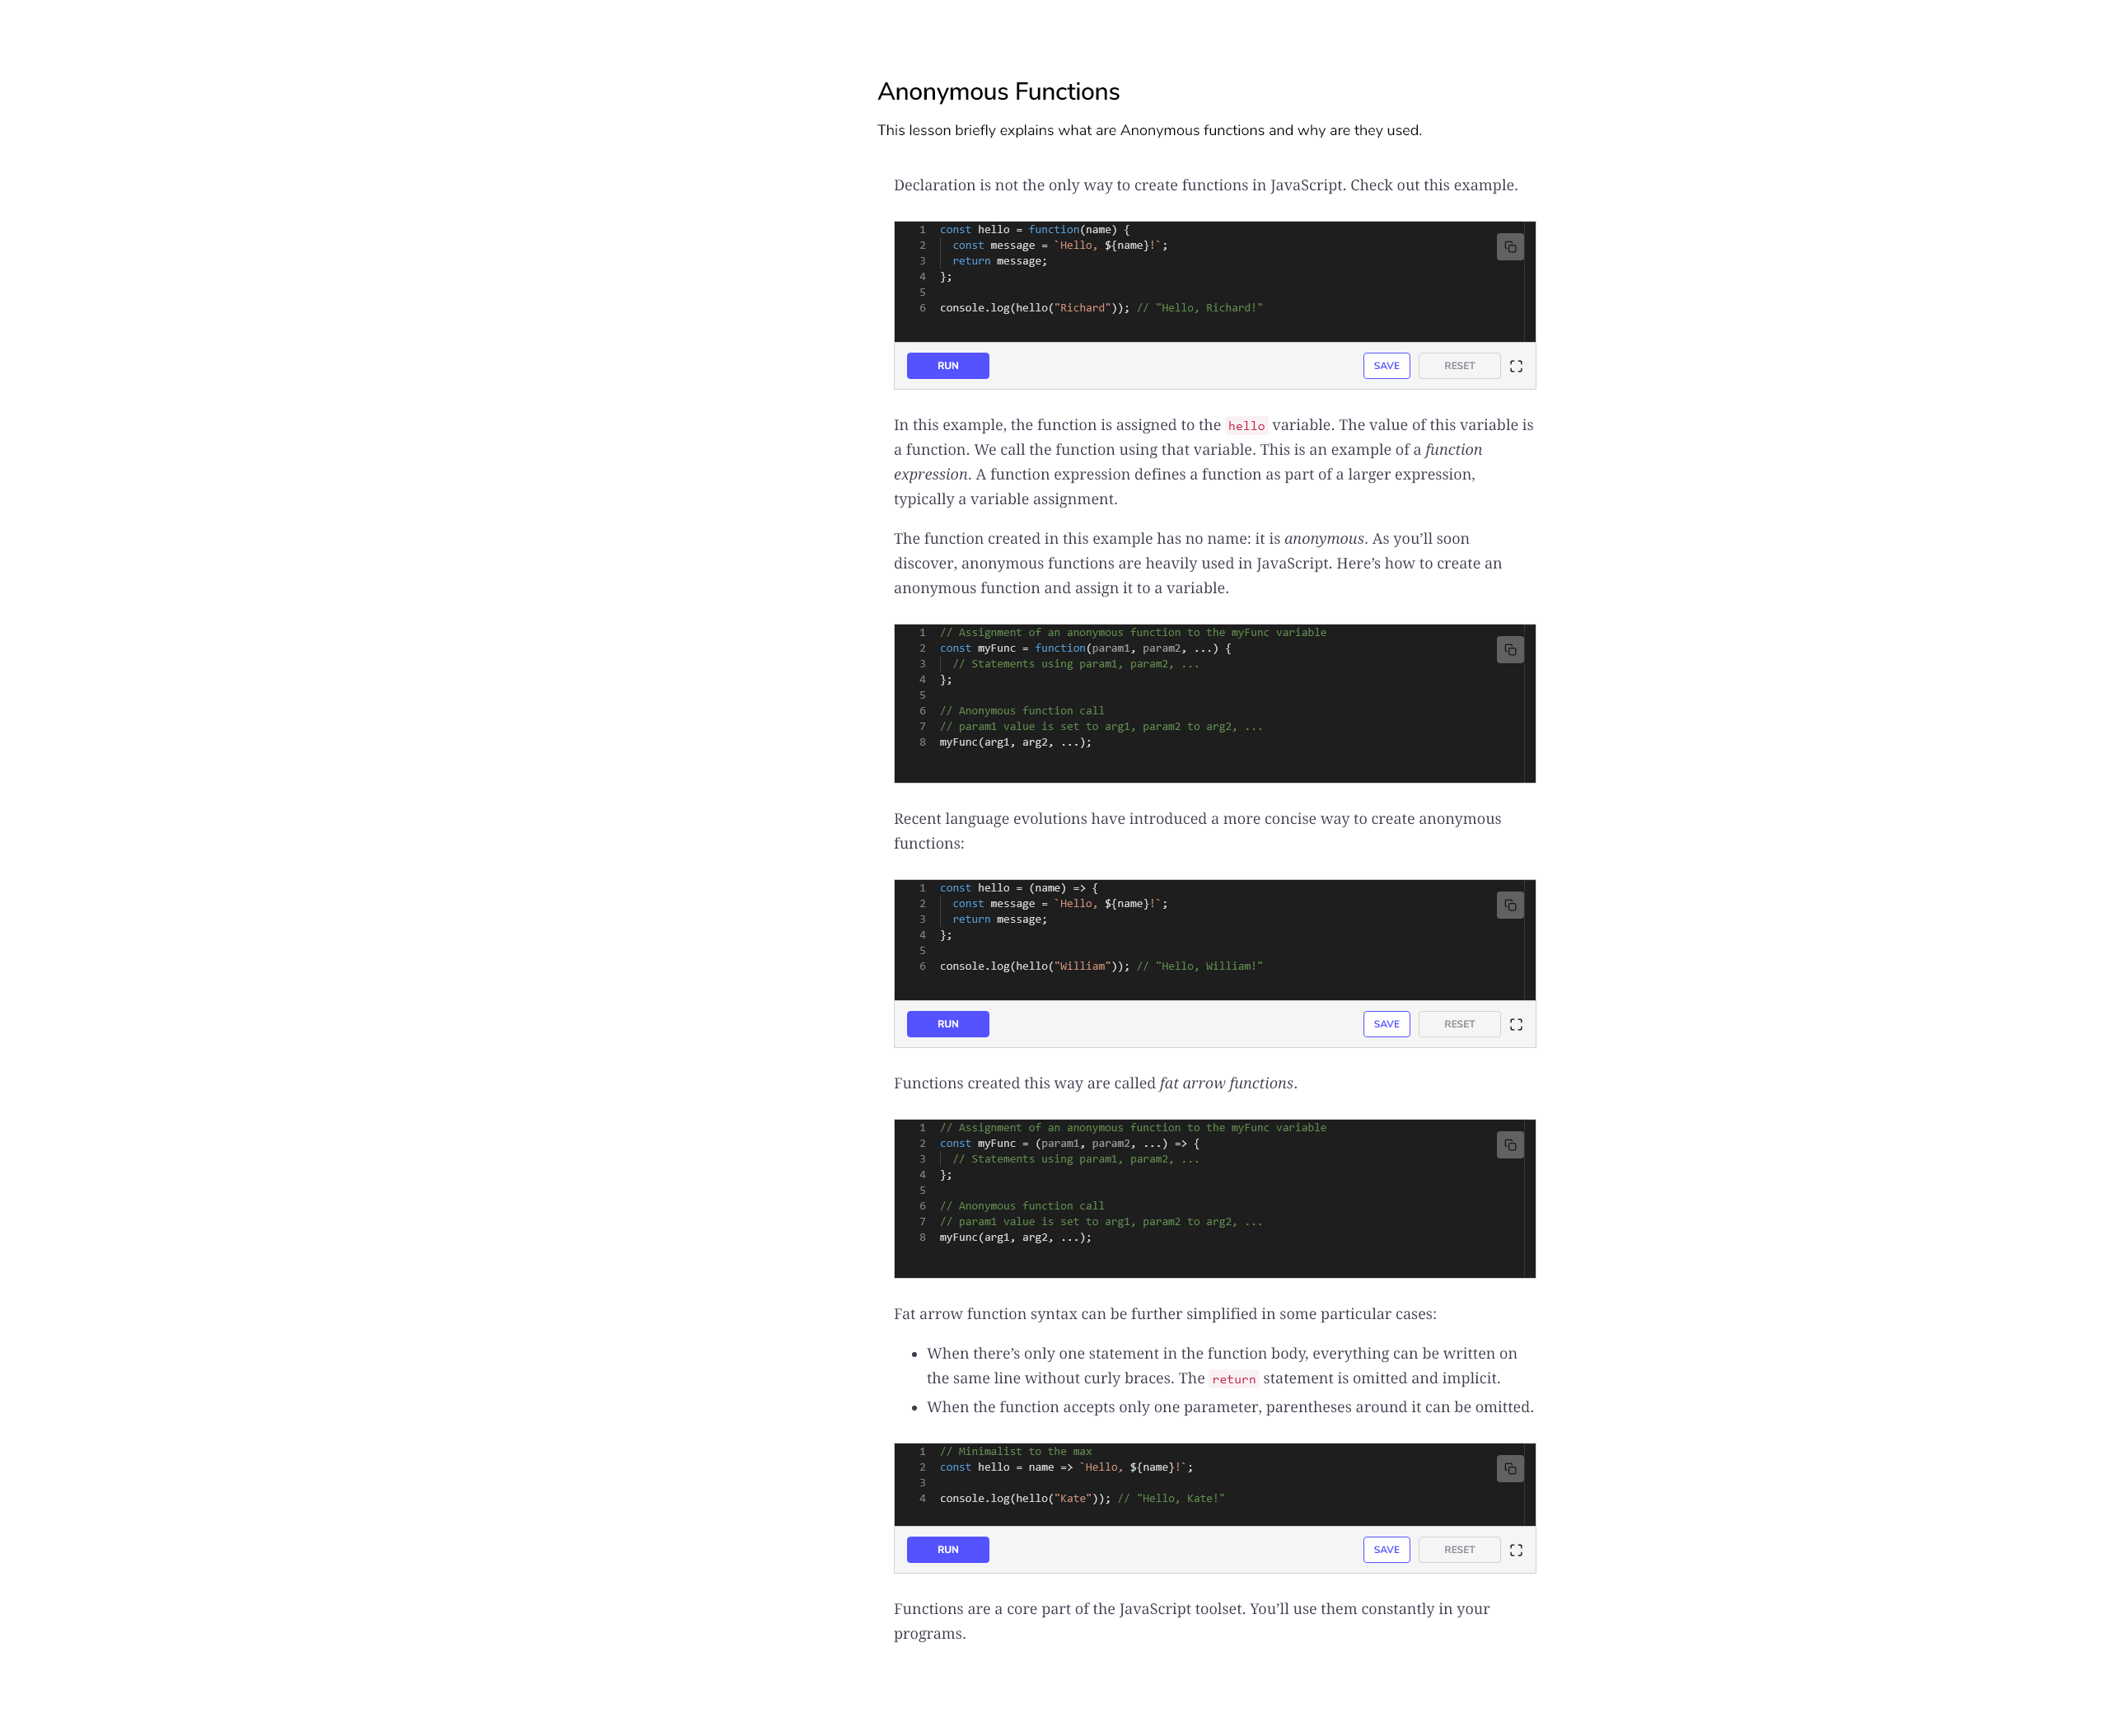 Anonymous Functions
This lesson briefly explains what are Anonymous functions and why are they used.
Declaration is not the only way to create functions in JavaScript. Check out this example.
1 const hello = function(name) {
2 const message = `Hello, ${name}!`;
3 return message;
4 };
5
6 console.log(hello("Richard")); // "Hello, Richard!"
RUN SAVE RESET
In this example, the function is assigned to the hello variable. The value of this variable is
a function. We call the function using that variable. This is an example of a function
expression. A function expression defines a function as part of a larger expression,
typically a variable assignment.
The function created in this example has no name: it is anonymous. As you’ll soon
discover, anonymous functions are heavily used in JavaScript. Here’s how to create an
anonymous function and assign it to a variable.
1 // Assignment of an anonymous function to the myFunc variable
2 const myFunc = function(param1, param2, ...) {
3 // Statements using param1, param2, ...
4 };
5
6 // Anonymous function call
7 // param1 value is set to arg1, param2 to arg2, ...
8 myFunc(arg1, arg2, ...);
Recent language evolutions have introduced a more concise way to create anonymous
functions:
1 const hello = (name) => {
2 const message = `Hello, ${name}!`;
3 return message;
4 };
5
6 console.log(hello("William")); // "Hello, William!"
RUN SAVE RESET
Functions created this way are called fat arrow functions.
1 // Assignment of an anonymous function to the myFunc variable
2 const myFunc = (param1, param2, ...) => {
3 // Statements using param1, param2, ...
4 };
5
6 // Anonymous function call
7 // param1 value is set to arg1, param2 to arg2, ...
8 myFunc(arg1, arg2, ...);
Fat arrow function syntax can be further simplified in some particular cases:
• When there’s only one statement in the function body, everything can be written on
the same line without curly braces. The return statement is omitted and implicit.
• When the function accepts only one parameter, parentheses around it can be omitted.
1 // Minimalist to the max
2 const hello = name => `Hello, ${name}!`;
3
4 console.log(hello("Kate")); // "Hello, Kate!"
RUN SAVE RESET
Functions are a core part of the JavaScript toolset. You’ll use them constantly in your
programs.